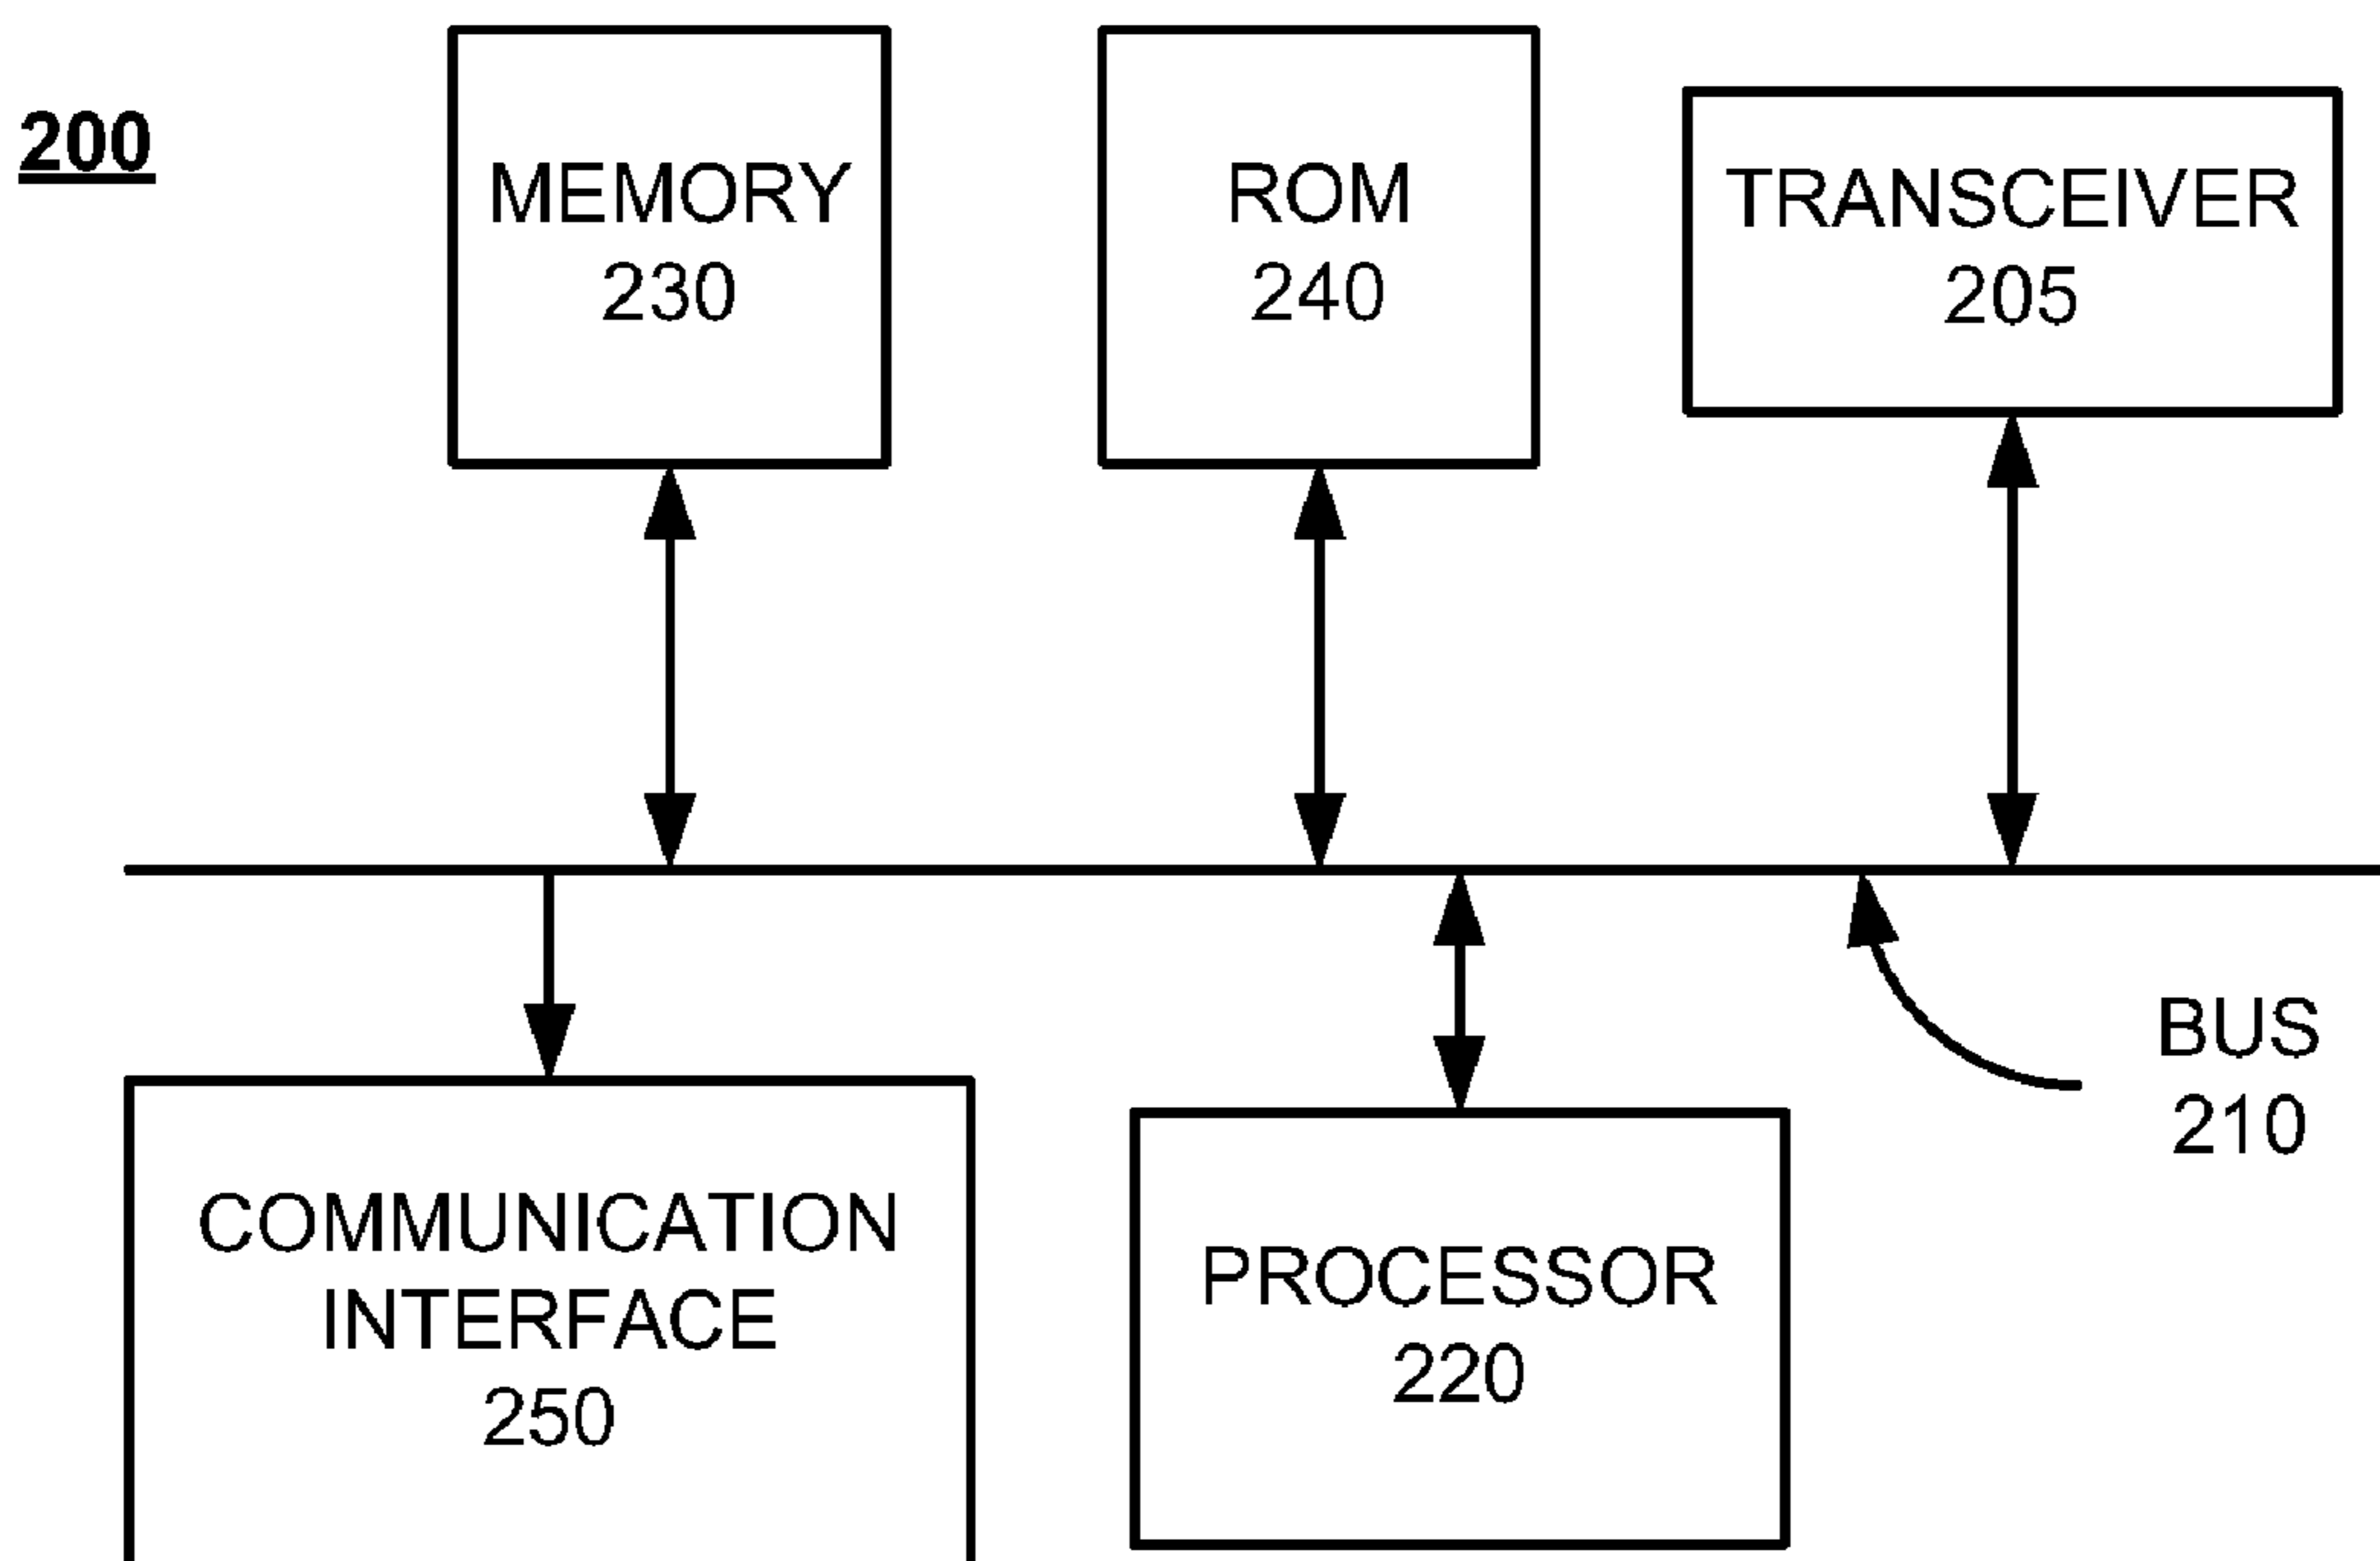 200
MEMORY
230
ROM
240
TRANSCEIVER
205
BUS
210
COMMUNICATION
INTERFACE
250
PROCESSOR
220